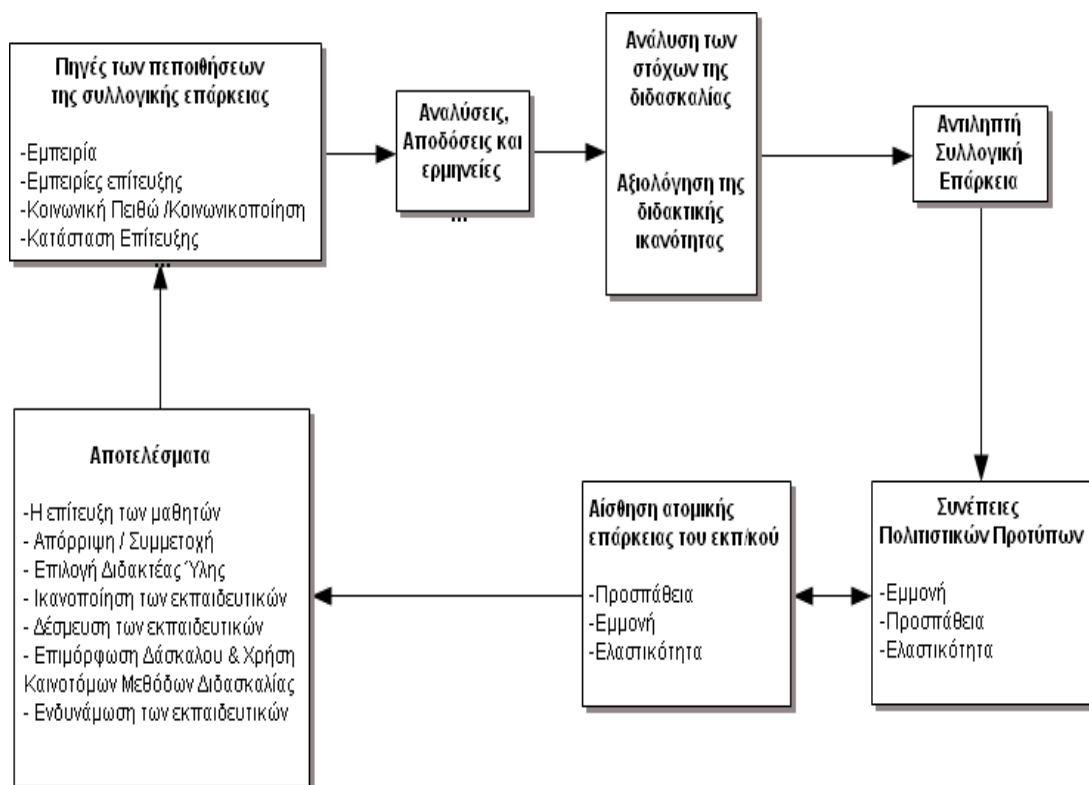 Πηγές των πεποιθήσεων
της συλλογικής επάρκειας
-Εμπειρία
-Εμπειρίες επίτευξης
-Κοινωνική Πειθώ /Κοινωνικοποίηση
-Κατάσταση Επίτευξης
...
Αναλύσεις,
Αποδόσεις και
ερμηνείες
...
Ανάλυση των
στόχων της
διδασκαλίας
Αξιολόγηση της
διδακτικής
ικανότητας
Αντιληπτή
Συλλογική
Επάρκεια
Συνέπειες
Πολιτιστικών Προτύπων
-Εμμονή
-Προσπάθεια
-Ελαστικότητα
Αίσθηση ατομικής
επάρκειας του εκπ/κού
-Προσπάθεια
-Εμμονή
-Ελαστικότητα
Αποτελέσματα
-Η επίτευξη των μαθητών
- Απόρριψη / Συμμετοχή
- Επιλογή Διδακτέας Ύλης
- Ικανοποίηση των εκπαιδευτικών
- Δέσμευση των εκπαιδευτικών
- Επιμόρφωση Δάσκαλου & Χρήση
Καινοτόμων Μεθόδων Διδασκαλίας
- Ενδυνάμωση των εκπαιδευτικών